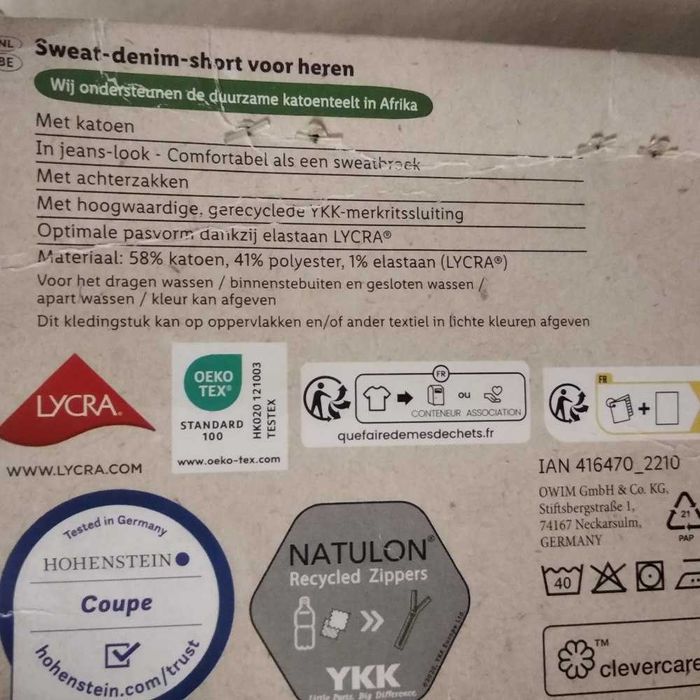 NL
BE
Sweat-denim-short voor heren
Wij ondersteunen de duurzame katoenteelt in Afrika
Met katoen
In jeans-look - Comfortabel als een sweatbroek
Met achterzakken
Met hoogwaardige, gerecyclede YKK-merkritssluiting
Optimale pasvorm dankzij elastaan LYCRA®
Materiaal: 58% katoen, 41% polyester, 1% elastaan (LYCRA®)
Voor het dragen wassen / binnenstebuiten en gesloten wassen /
apart wassen / kleur kan afgeven
Dit kledingstuk kan op oppervlakken en/of ander textiel in lichte kleuren afgeven
LYCRA®
WWW.LYCRA.COM
OEKO
TEX®
STANDARD
100
HK020 121003
TESTEX
www.oeko-tex.com
FR
ou
CONTENEUR ASSOCIATION
quefairedemesdechets.fr
FR
+
IAN 416470_2210
OWIM GmbH & Co. KG,
Stiftsbergstraße 1,
74167 Neckarsulm,
GERMANY
21
PAP
40
Tested in Germany
HOHENSTEIN
Coupe
hohenstein.com/trust
NATULON®
Recycled Zippers
YKK
Little Parts. Big Difference.
™
clevercare